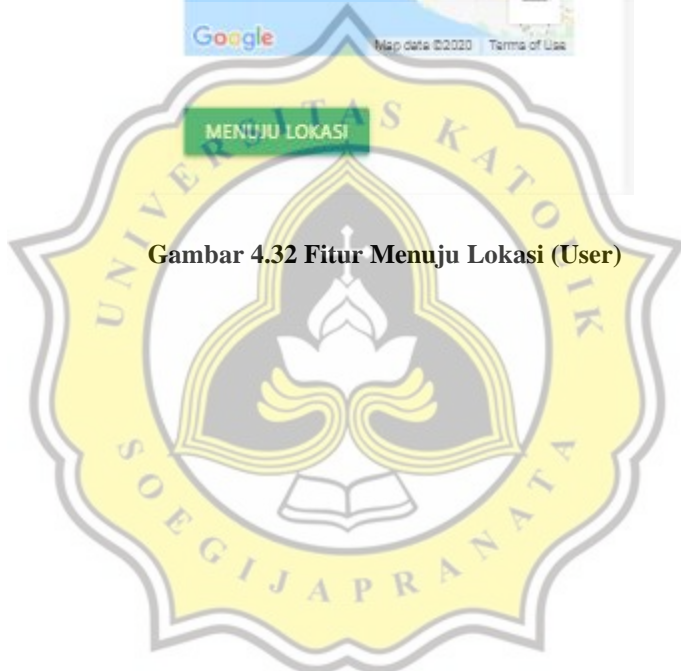 Google
Map data ©2020 Terms of Use
MENUJU LOKASI
Gambar 4.32 Fitur Menuju Lokasi (User)
UNIVERSITAS KATOLIK
SOEGIJAPRANATA